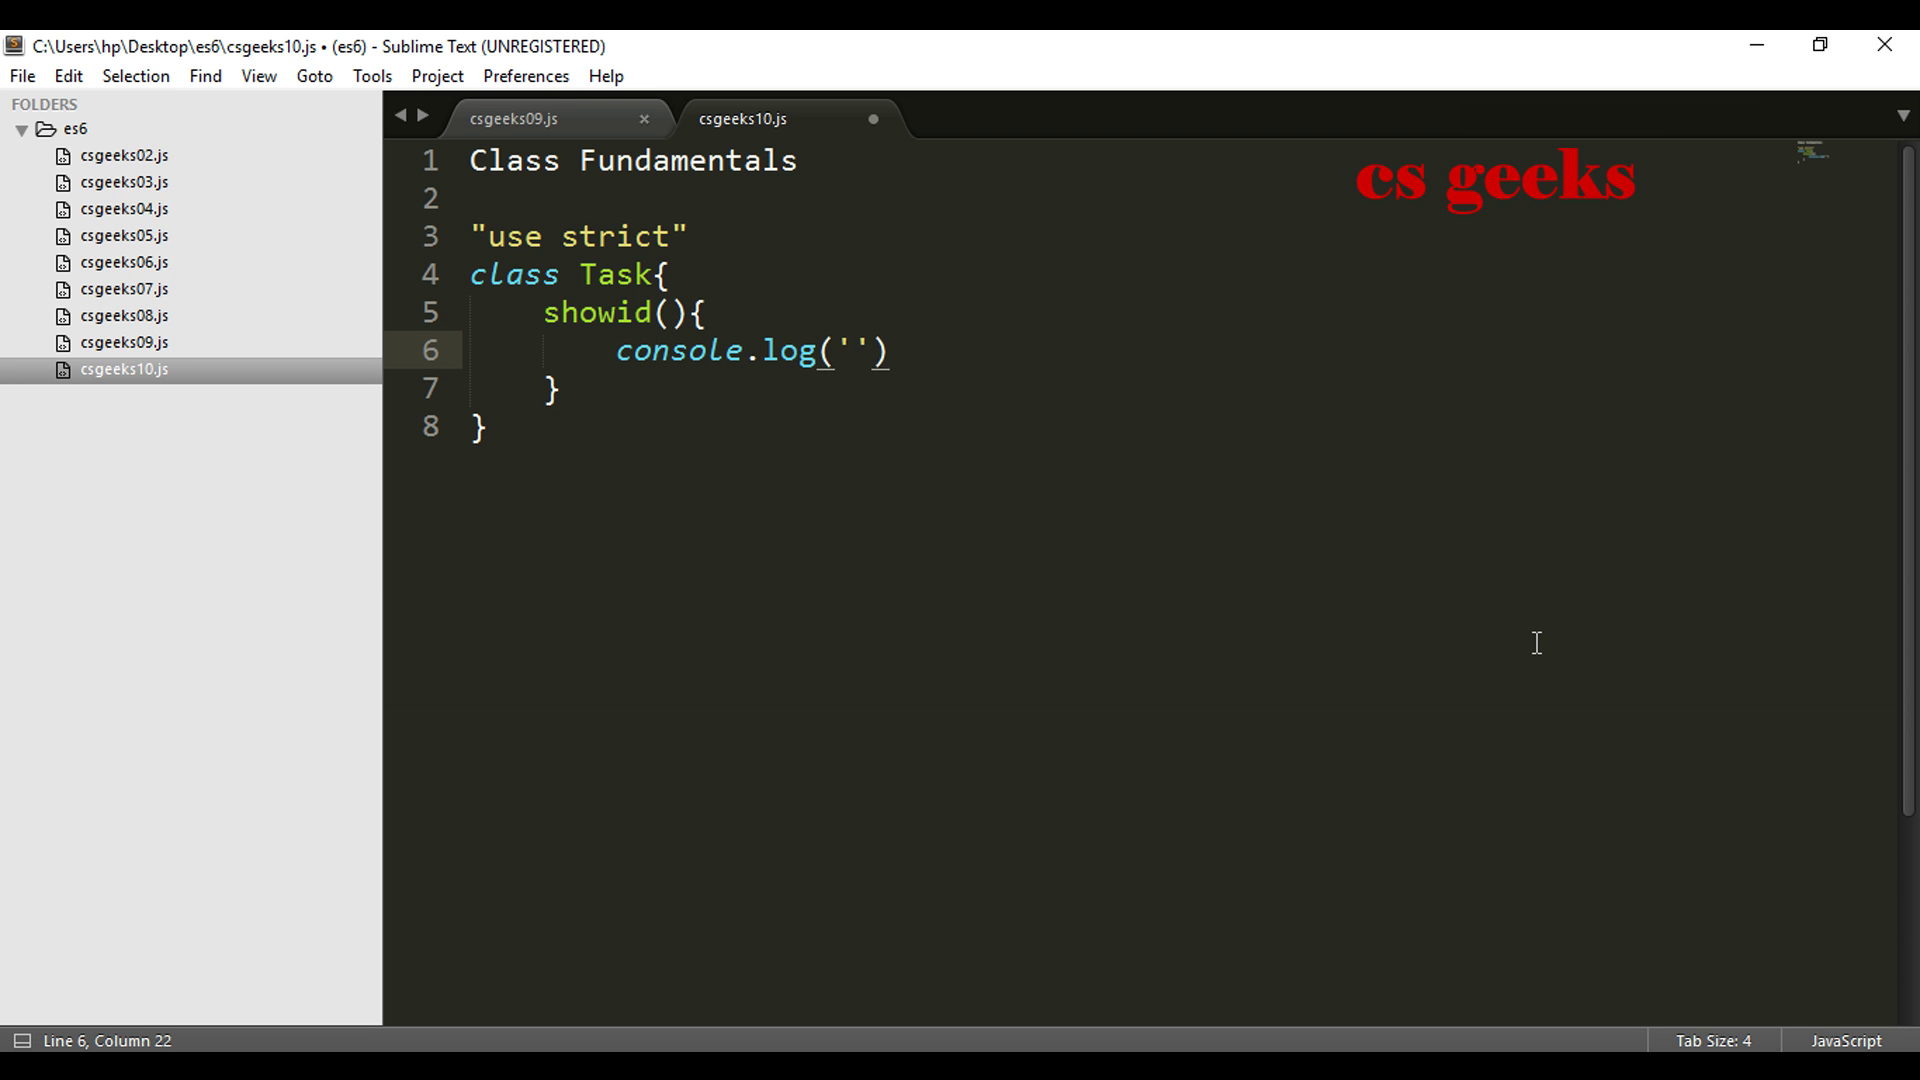 C:\Users\hp\Desktop\es6\csgeeks10.js • (es6) - Sublime Text (UNREGISTERED)
File Edit Selection Find View Goto Tools Project Preferences Help
FOLDERS
es6
csgeeks02.js
csgeeks03.js
csgeeks04.js
csgeeks05.js
csgeeks06.js
csgeeks07.js
csgeeks08.js
csgeeks09.js
csgeeks10.js
csgeeks09.js csgeeks10.js
1 Class Fundamentals
2
3 "use strict"
4 class Task{
5 showid(){
6 console.log('')
7 }
8 }
cs geeks
Line 6, Column 22
Tab Size: 4 JavaScript